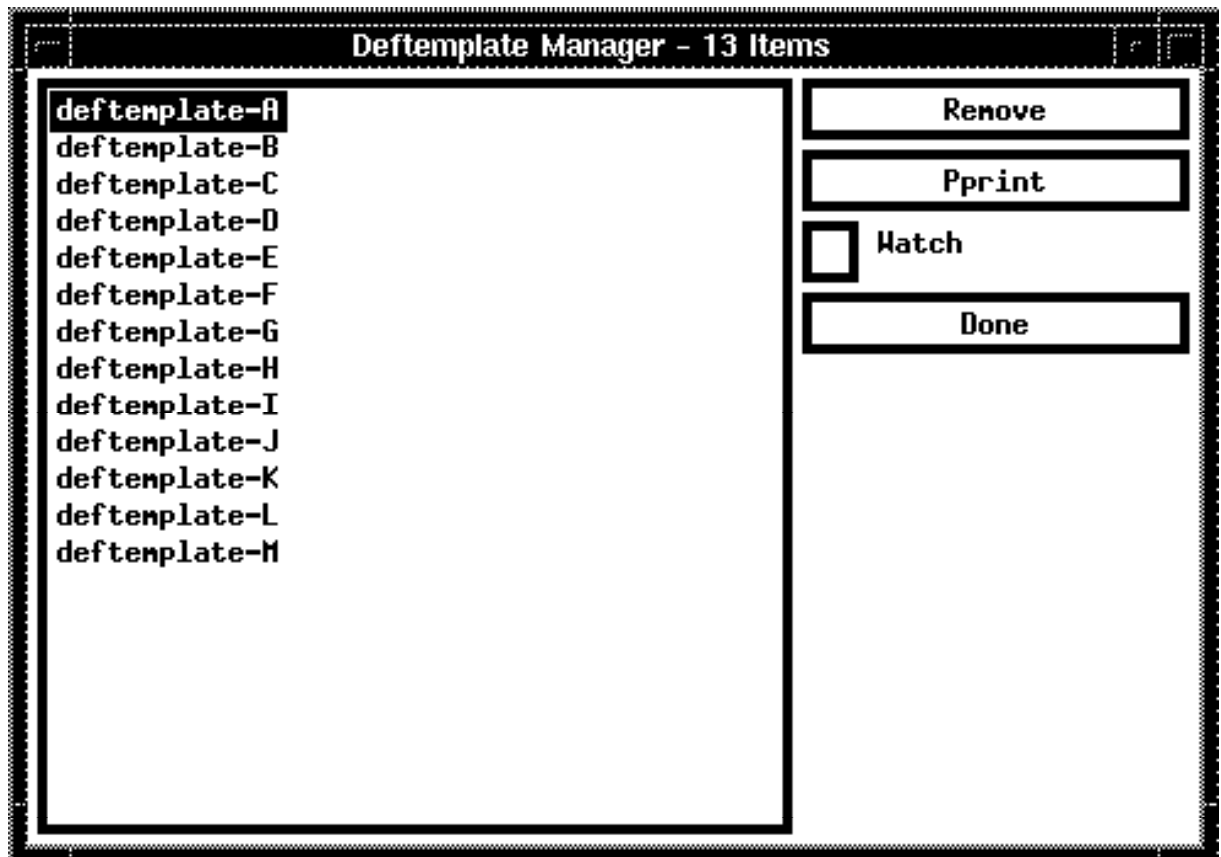 Deftemplate Manager - 13 Items
deftemplate-A
deftemplate-B
deftemplate-C
deftemplate-D
deftemplate-E
deftemplate-F
deftemplate-G
deftemplate-H
deftemplate-I
deftemplate-J
deftemplate-K
deftemplate-L
deftemplate-M
Remove
Pprint
Watch
Done